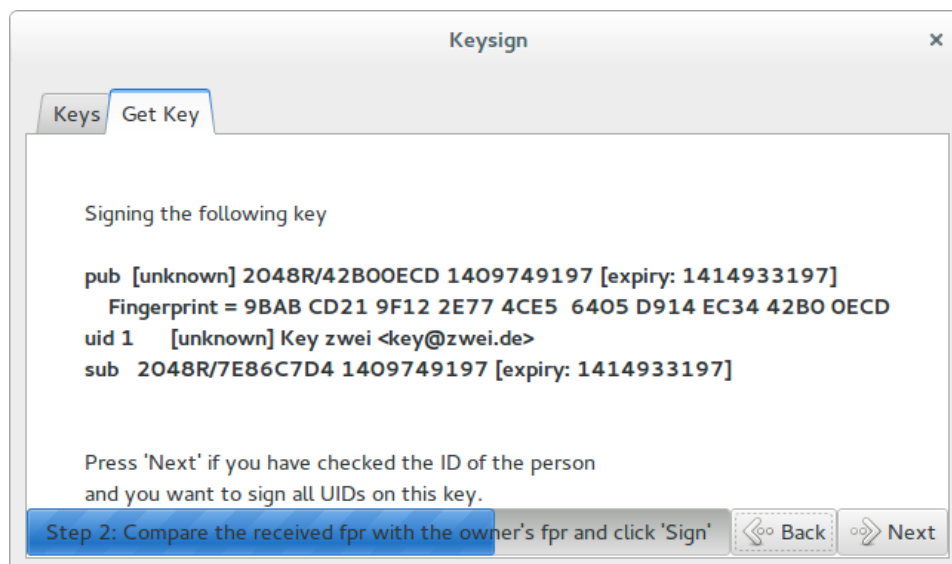 Keysign
Keys Get Key
Signing the following key
pub [unknown] 2048R/42B00ECD 1409749197 [expiry: 1414933197]
Fingerprint = 9BAB CD21 9F12 2E77 4CE5 6405 D914 EC34 42B0 0ECD
uid 1 [unknown] Key zwei <key@zwei.de>
sub 2048R/7E86C7D4 1409749197 [expiry: 1414933197]
Press 'Next' if you have checked the ID of the person
and you want to sign all UIDs on this key.
Step 2: Compare the received fpr with the owner's fpr and click 'Sign' Back Next